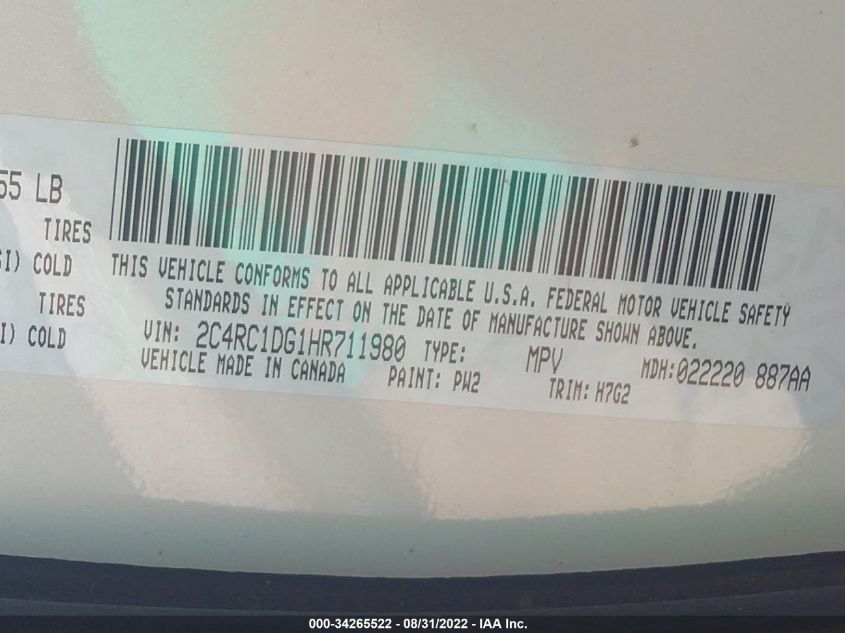 55 LB
TIRES
SI) COLD
TIRES
I) COLD
THIS VEHICLE CONFORMS TO ALL APPLICABLE U.S.A. FEDERAL MOTOR VEHICLE SAFETY
STANDARDS IN EFFECT ON THE DATE OF MANUFACTURE SHOWN ABOVE.
VIN: 2C4RC1DG1HR711980 TYPE: MPV MDH:022220 887AA
VEHICLE MADE IN CANADA PAINT: PW2 TRIM: H7G2
000-34265522 - 08/31/2022 - IAA Inc.